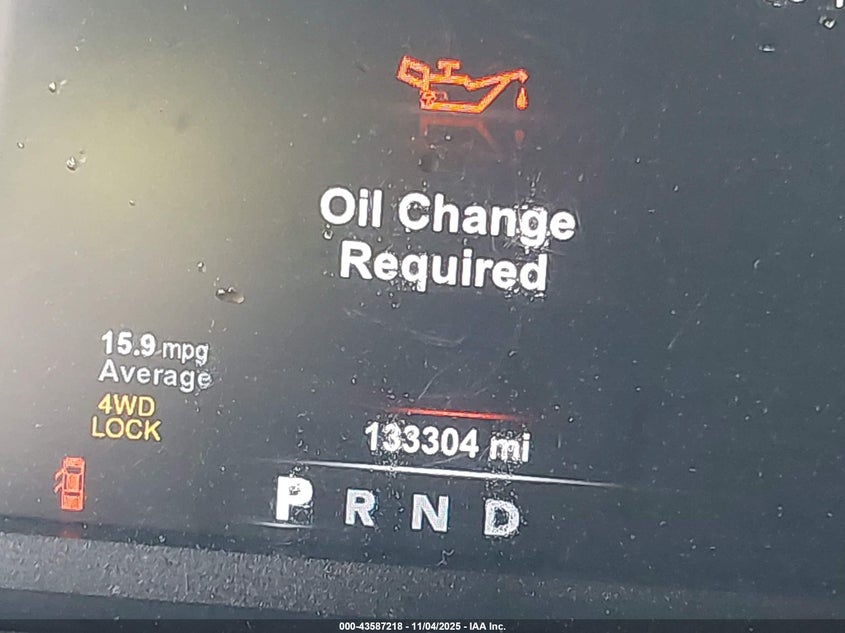 Oil Change
Required
15.9 mpg
Average
4WD
LOCK
133304 mi
P R N D
000-43587218 - 11/04/2025 - IAA Inc.